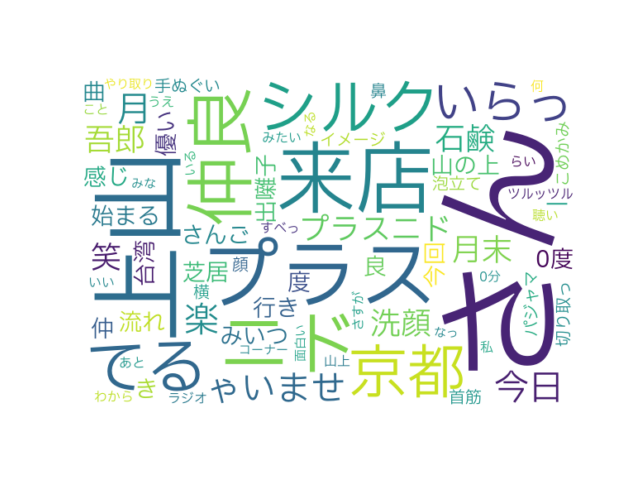 やり取り
何
曲
月
手ぬぐい
鼻
シルク
いらっ
こと
うえ
みたい
なる
イメージ
吾郎
優い
仲良
来店
石鹸
らい
こめかみ
ん
感じ
みな
いる
出囃子
山の上
泡立て
ツルッツル
一
始まる
さんご
すべっ
プラスニド
聴い
山
上
プラス
ニ
ド
笑
台湾
いい
芝居
顔
横
度
良
今回
月末
0度
0分
パジャマ
切り取っ
そ
仲
流れ
楽
行き
みいつ
さすが
洗顔
コーナー
面白い
なっ
私
てる
あと
き
ゃいませ
山上
京都
今日
わから
ラジオ
首筋